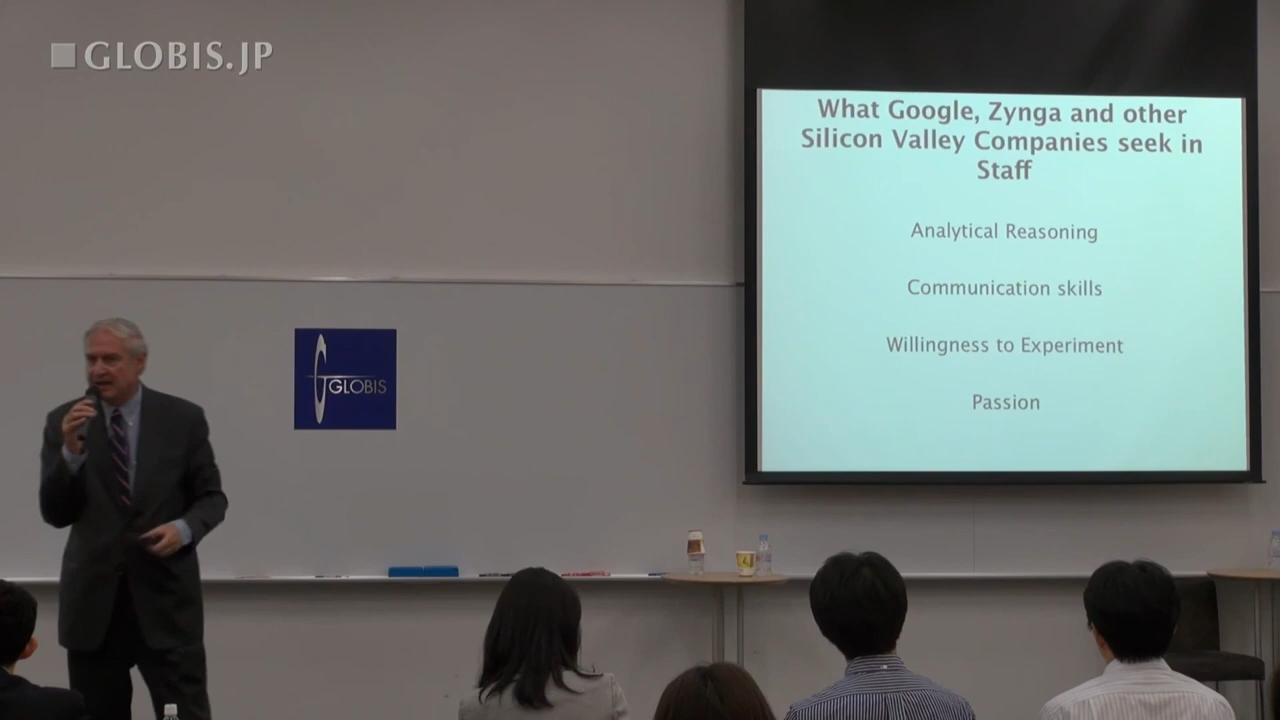 GLOBIS.JP
What Google, Zynga and other
Silicon Valley Companies seek in
Staff
Analytical Reasoning
Communication skills
Willingness to Experiment
Passion
GLOBIS